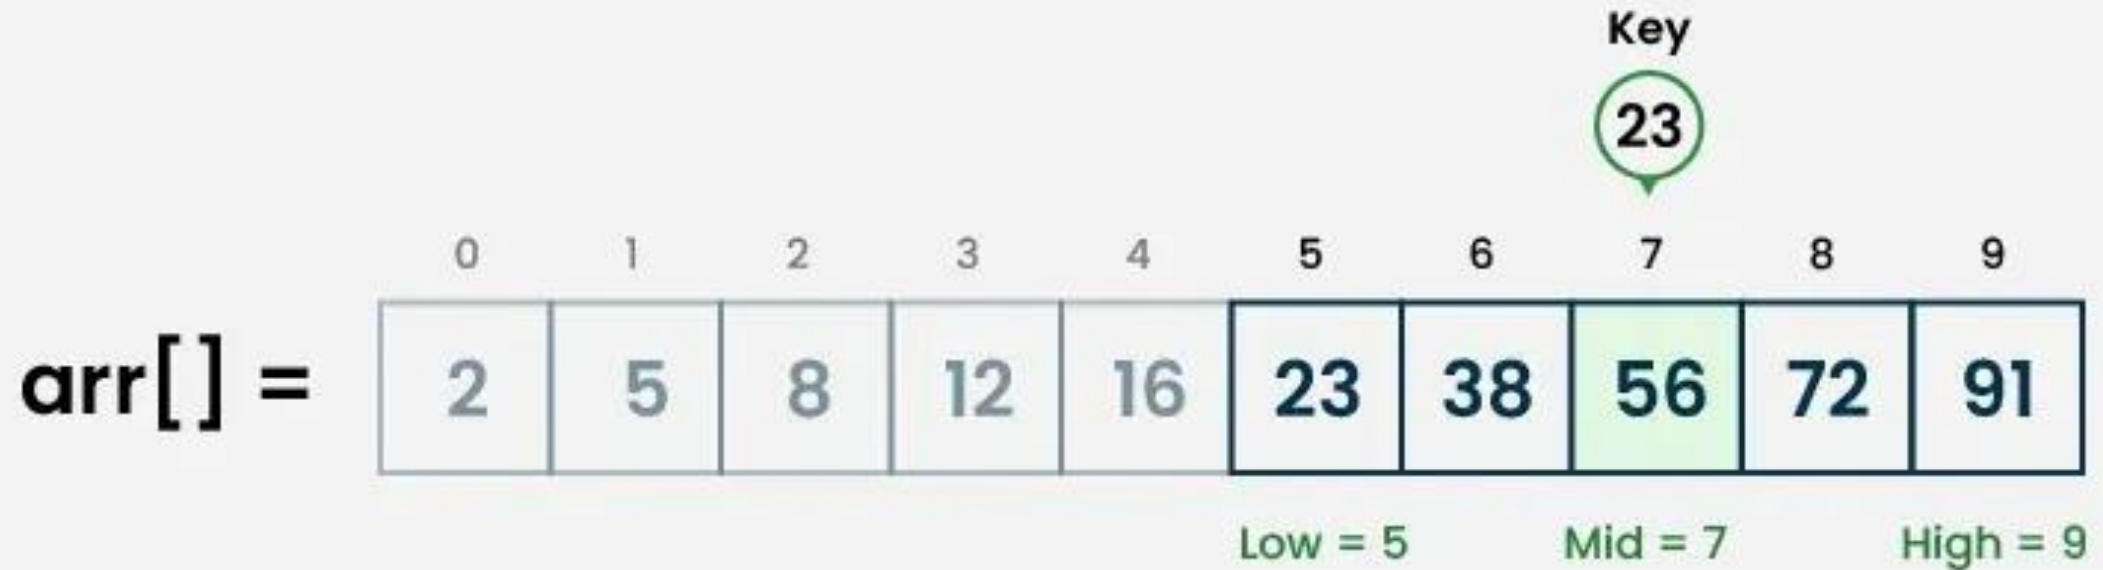 Key
23
0 1 2 3 4 5 6 7 8 9
arr[] = 2 5 8 12 16 23 38 56 72 91
Low = 5 Mid = 7 High = 9